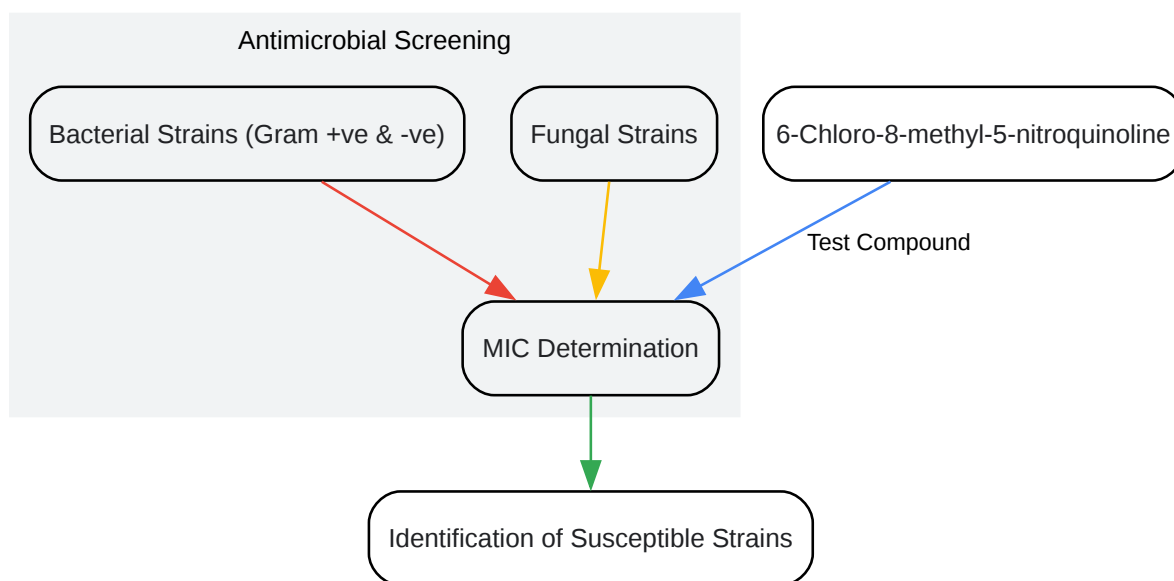 Antimicrobial Screening
Bacterial Strains (Gram +ve & -ve)
Fungal Strains
6-Chloro-8-methyl-5-nitroquinoline
Test Compound
MIC Determination
Identification of Susceptible Strains